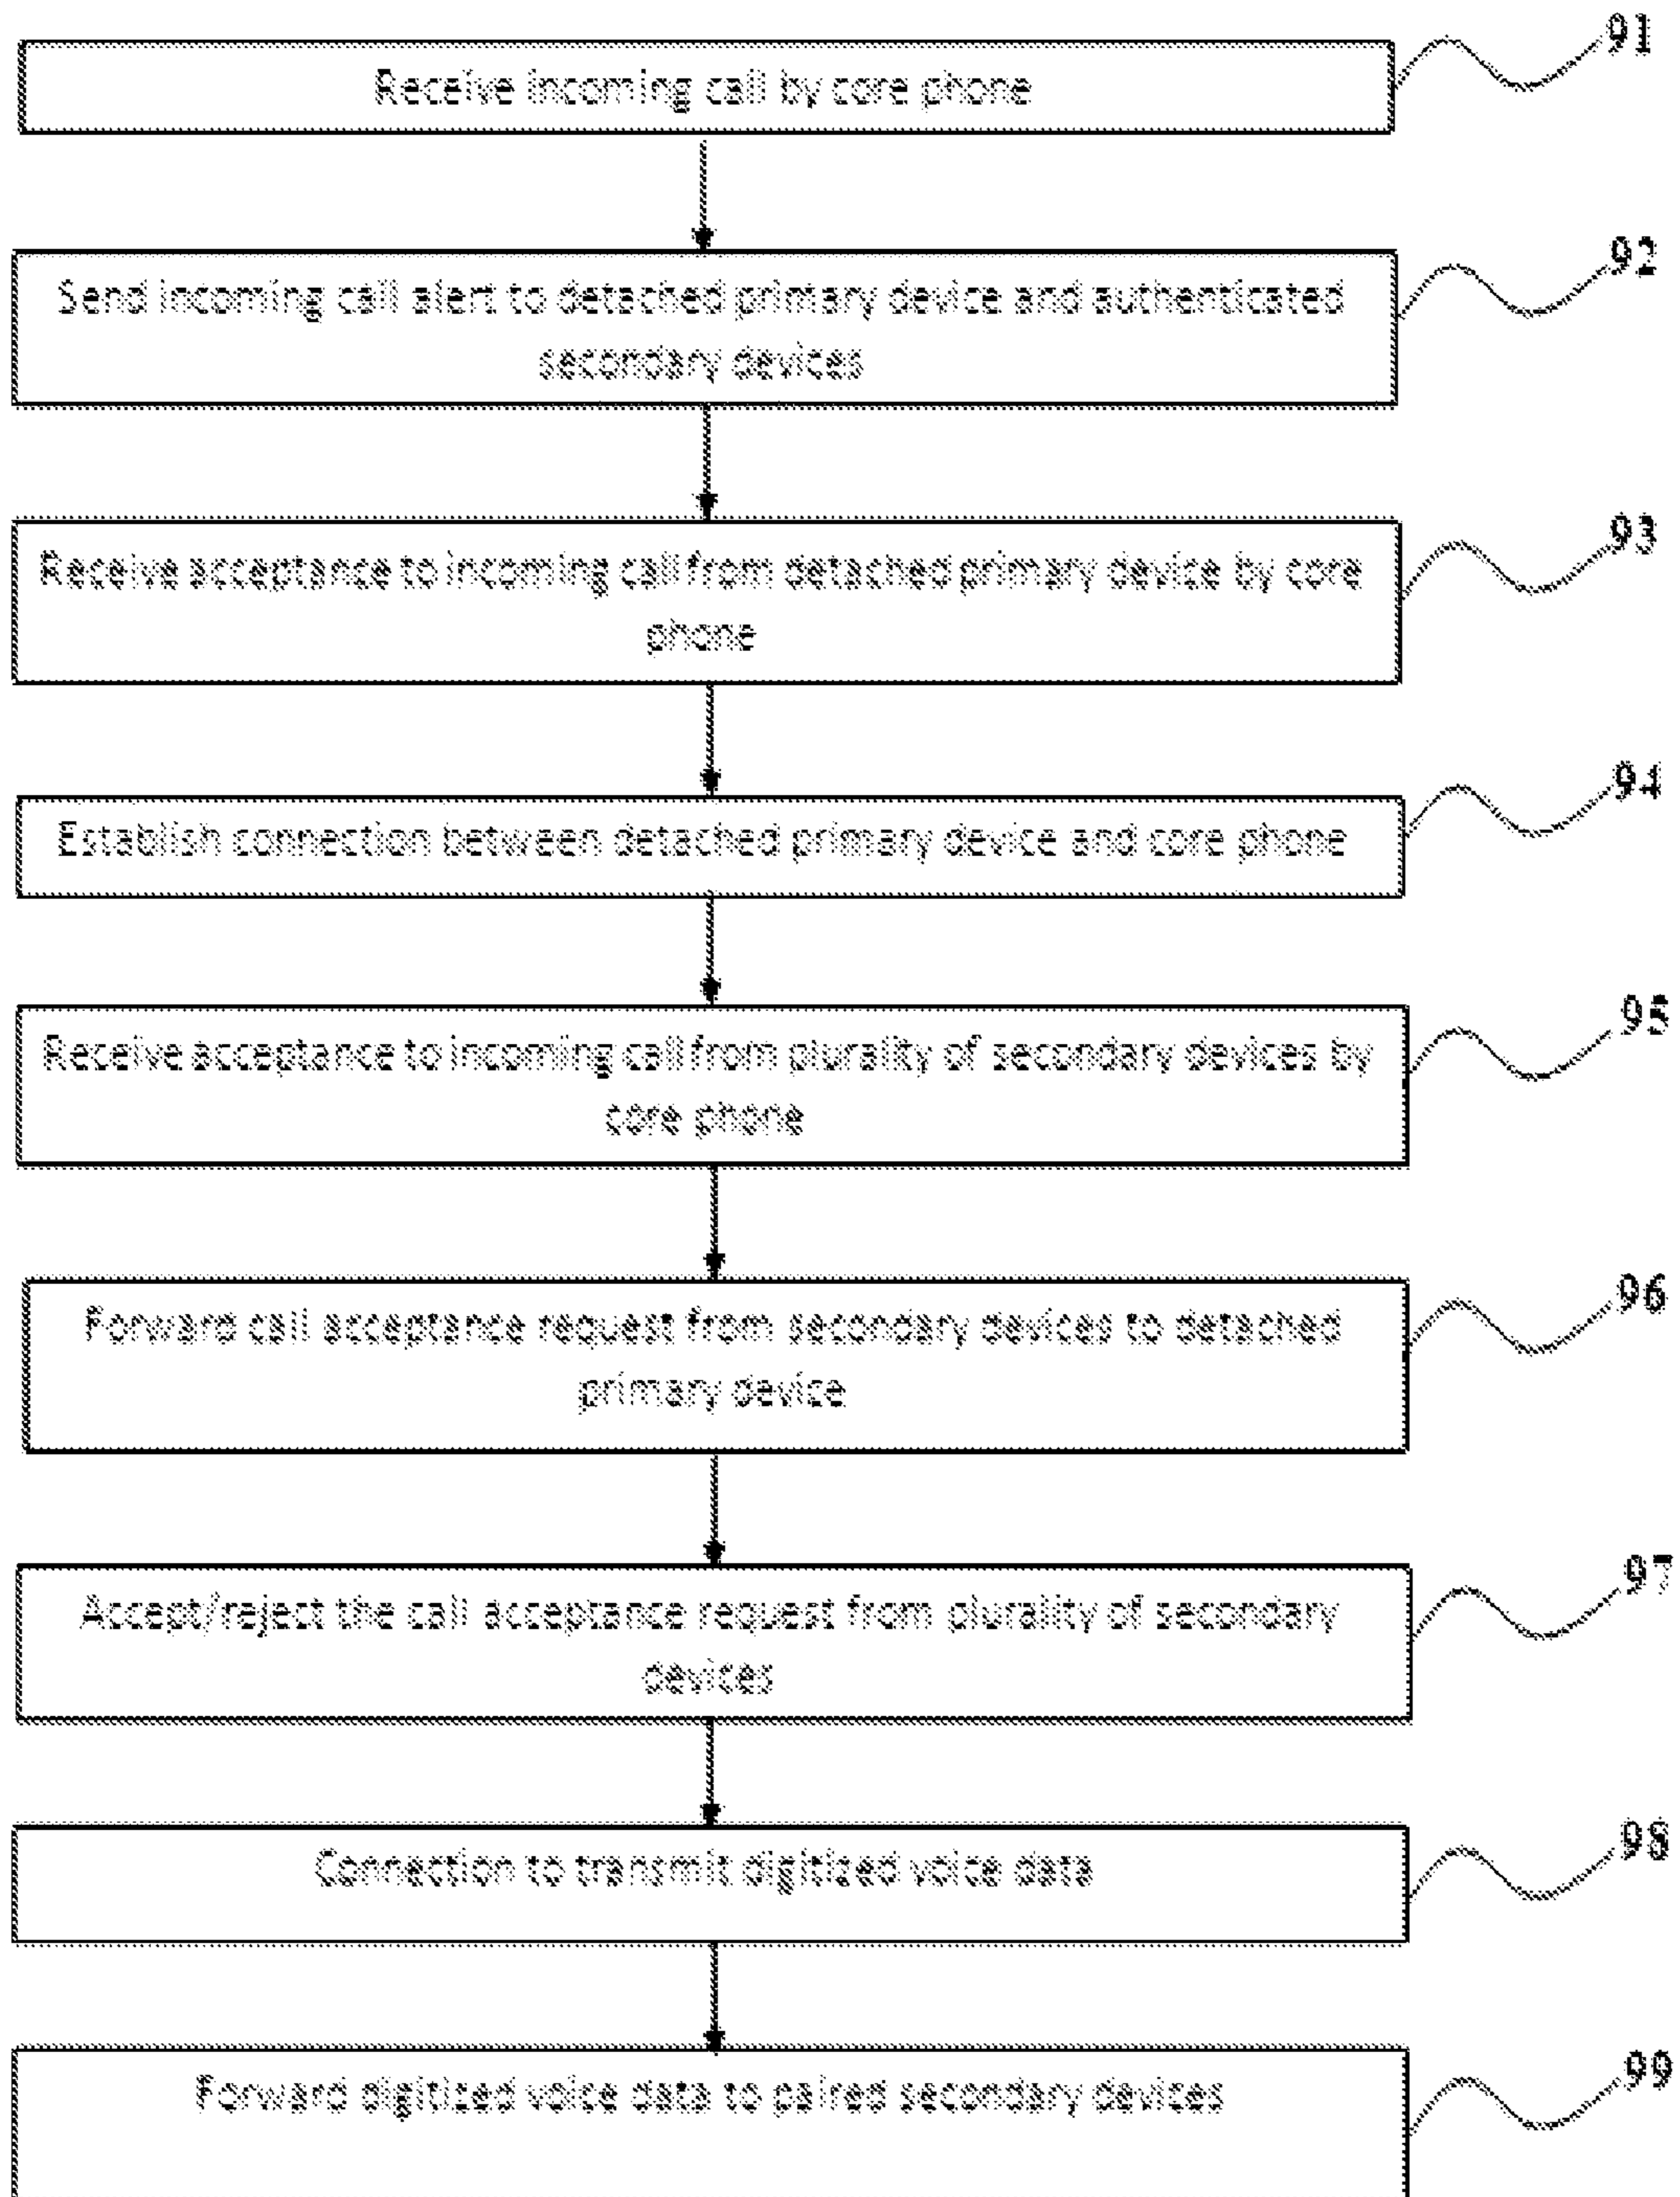 91
Receive incoming call by core phone
92
Send incoming call alert to detached primary device and authenticated
secondary devices
93
Receive acceptance to incoming call from detached primary device by core
phone
94
Establish connection between detached primary device and core phone
95
Receive acceptance to incoming call from plurality of secondary devices by
core phone
96
Forward call acceptance request from secondary devices to detached
primary device
97
Accept/reject the call acceptance request from plurality of secondary
devices
98
Connection to transmit digitized voice data
99
Forward digitized voice data to paired secondary devices